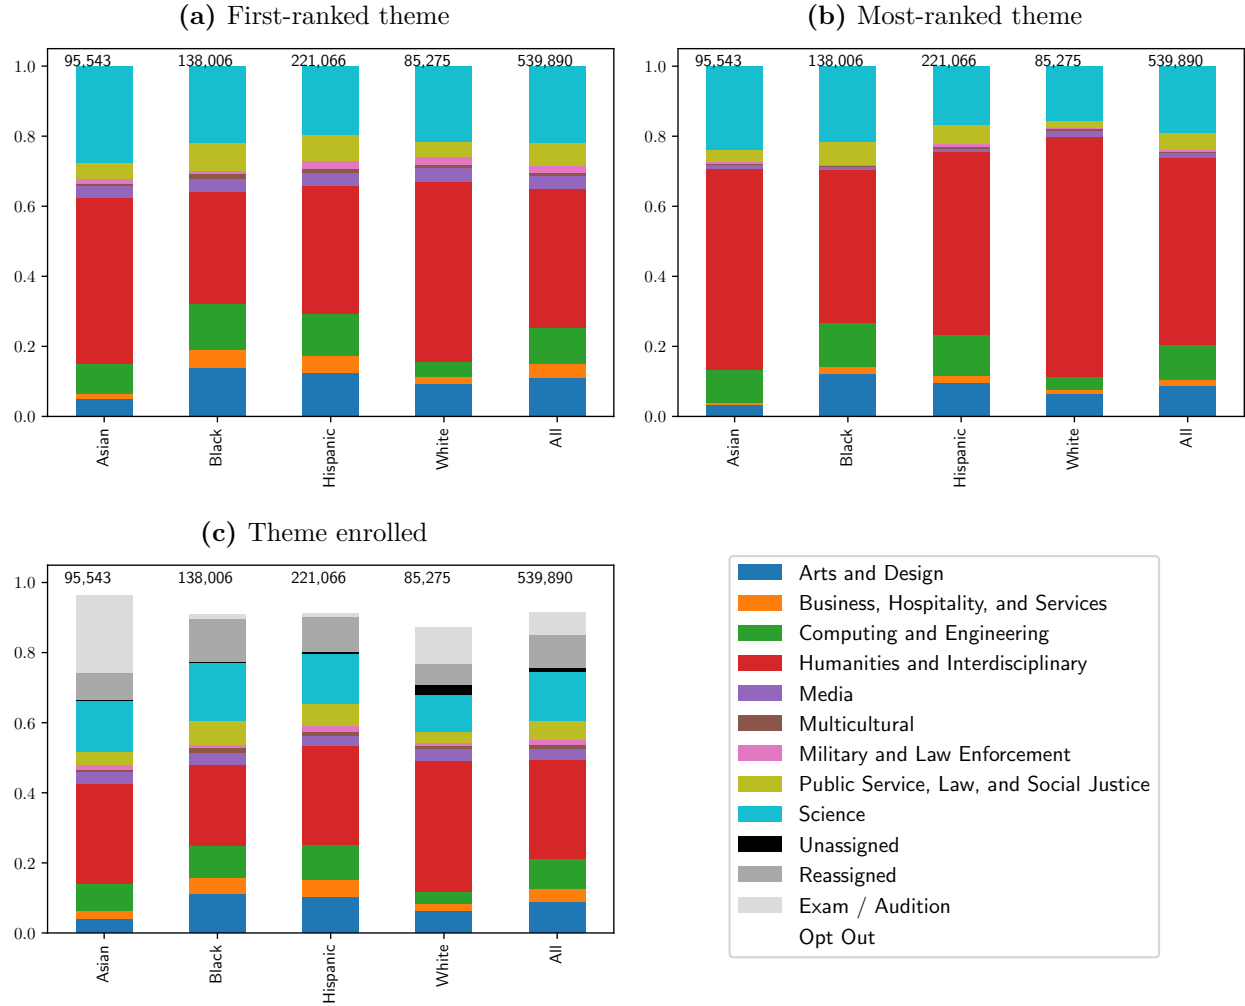 (a) First-ranked theme
95,543 138,006 221,066 85,275 539,890
1.0
0.8
0.6
0.4
0.2
0.0
Asian Black Hispanic White All
(b) Most-ranked theme
95,543 138,006 221,066 85,275 539,890
1.0
0.8
0.6
0.4
0.2
0.0
Asian Black Hispanic White All
(c) Theme enrolled
95,543 138,006 221,066 85,275 539,890
1.0
0.8
0.6
0.4
0.2
0.0
Asian Black Hispanic White All
Arts and Design
Business, Hospitality, and Services
Computing and Engineering
Humanities and Interdisciplinary
Media
Multicultural
Military and Law Enforcement
Public Service, Law, and Social Justice
Science
Unassigned
Reassigned
Exam / Audition
Opt Out